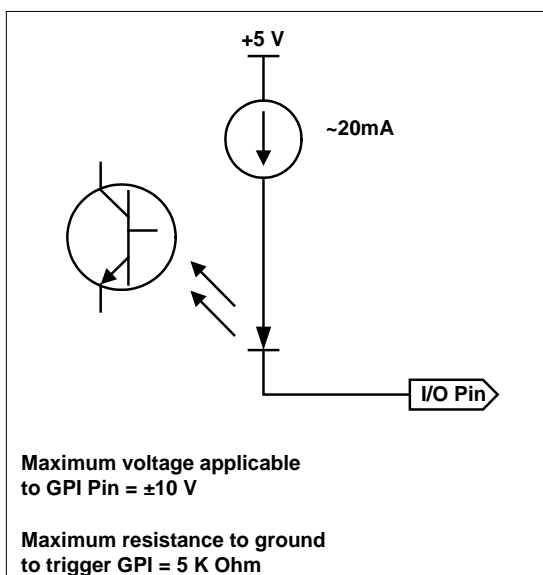 +5 V
~20mA
I/O Pin
Maximum voltage applicable
to GPI Pin = ±10 V
Maximum resistance to ground
to trigger GPI = 5 K Ohm